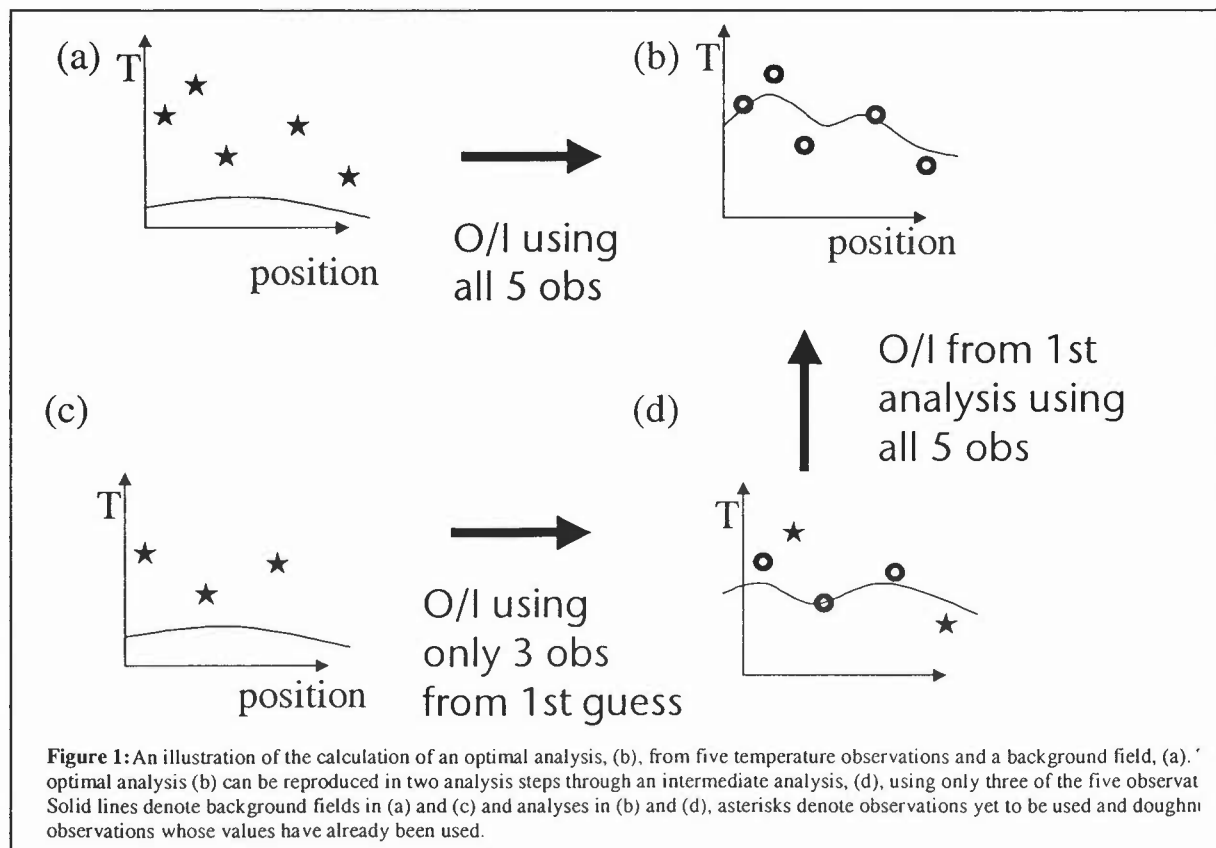 (a)
T
position
O/I using
all 5 obs
(b)
T
position
O/I from 1st
analysis using
all 5 obs
(c)
T
position
O/I using
only 3 obs
from 1st guess
(d)
T
Figure 1: An illustration of the calculation of an optimal analysis, (b), from five temperature observations and a background field, (a).
optimal analysis (b) can be reproduced in two analysis steps through an intermediate analysis, (d), using only three of the five observat
Solid lines denote background fields in (a) and (c) and analyses in (b) and (d), asterisks denote observations yet to be used and doughn
observations whose values have already been used.